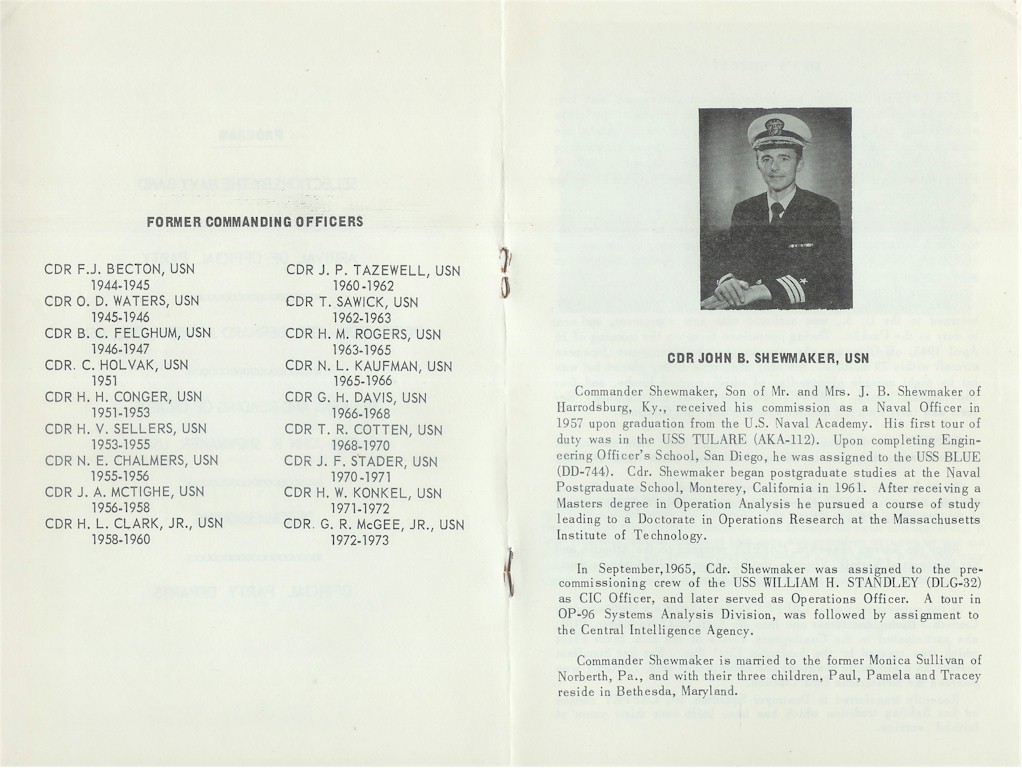 FORMER COMMANDING OFFICERS
CDR F.J. BECTON, USN
1944-1945
CDR O. D. WATERS, USN
1945-1946
CDR B. C. FELGHUM, USN
1946-1947
CDR. C. HOLVAK, USN
1951
CDR H. H. CONGER, USN
1951-1953
CDR H. V. SELLERS, USN
1953-1955
CDR N. E. CHALMERS, USN
1955-1956
CDR J. A. MCTIGHE, USN
1956-1958
CDR H. L. CLARK, JR., USN
1958-1960
CDR J. P. TAZEWELL, USN
1960-1962
CDR T. SAWICK, USN
1962-1963
CDR H. M. ROGERS, USN
1963-1965
CDR N. L. KAUFMAN, USN
1965-1966
CDR G. H. DAVIS, USN
1966-1968
CDR T. R. COTTEN, USN
1968-1970
CDR J. F. STADER, USN
1970-1971
CDR H. W. KONKEL, USN
1971-1972
CDR. G. R. McGEE, JR., USN
1972-1973
CDR JOHN B. SHEWMAKER, USN
Commander Shewmaker, Son of Mr. and Mrs. J. B. Shewmaker of
Harrodsburg, Ky., received his commission as a Naval Officer in
1957 upon graduation from the U.S. Naval Academy. His first tour of
duty was in the USS TULARE (AKA-112). Upon completing Engin-
eering Officer's School, San Diego, he was assigned to the USS BLUE
(DD-744). Cdr. Shewmaker began postgraduate studies at the Naval
Postgraduate School, Monterey, California in 1961. After receiving a
Masters degree in Operation Analysis he pursued a course of study
leading to a Doctorate in Operations Research at the Massachusetts
Institute of Technology.
In September,1965, Cdr. Shewmaker was assigned to the pre-
commissioning crew of the USS WILLIAM H. STANDLEY (DLG-32)
as CIC Officer, and later served as Operations Officer. A tour in
OP-96 Systems Analysis Division, was followed by assignment to
the Central Intelligence Agency.
Commander Shewmaker is married to the former Monica Sullivan of
Norberth, Pa., and with their three children, Paul, Pamela and Tracey
reside in Bethesda, Maryland.